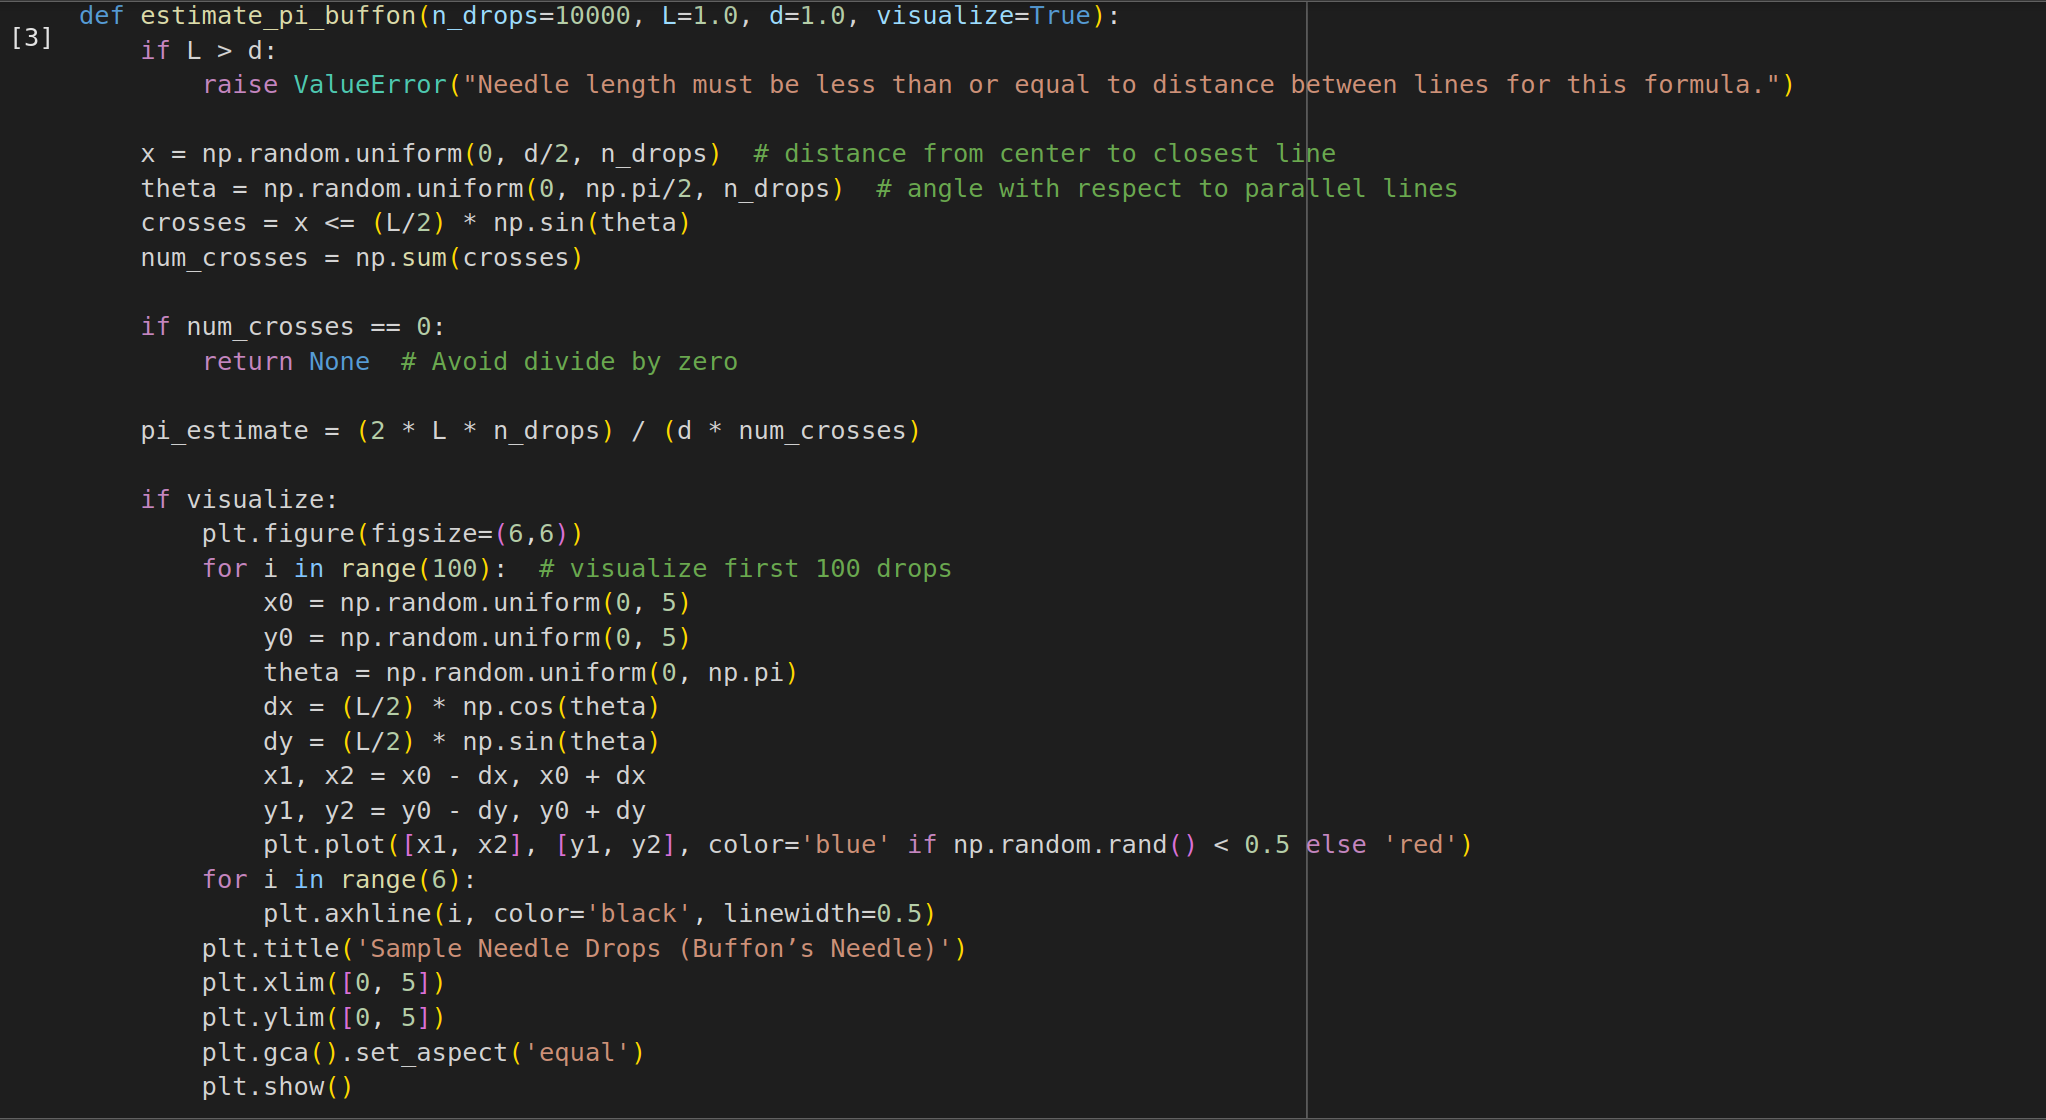 def estimate_pi_buffon(n_drops=10000, L=1.0, d=1.0, visualize=True):
[3]
    if L > d:
        raise ValueError("Needle length must be less than or equal to distance between lines for this formula.")

    x = np.random.uniform(0, d/2, n_drops)  # distance from center to closest line
    theta = np.random.uniform(0, np.pi/2, n_drops)  # angle with respect to parallel lines
    crosses = x <= (L/2) * np.sin(theta)
    num_crosses = np.sum(crosses)

    if num_crosses == 0:
        return None  # Avoid divide by zero

    pi_estimate = (2 * L * n_drops) / (d * num_crosses)

    if visualize:
        plt.figure(figsize=(6,6))
        for i in range(100):  # visualize first 100 drops
            x0 = np.random.uniform(0, 5)
            y0 = np.random.uniform(0, 5)
            theta = np.random.uniform(0, np.pi)
            dx = (L/2) * np.cos(theta)
            dy = (L/2) * np.sin(theta)
            x1, x2 = x0 - dx, x0 + dx
            y1, y2 = y0 - dy, y0 + dy
            plt.plot([x1, x2], [y1, y2], color='blue' if np.random.rand() < 0.5 else 'red')
        for i in range(6):
            plt.axhline(i, color='black', linewidth=0.5)
        plt.title('Sample Needle Drops (Buffon’s Needle)')
        plt.xlim([0, 5])
        plt.ylim([0, 5])
        plt.gca().set_aspect('equal')
        plt.show()